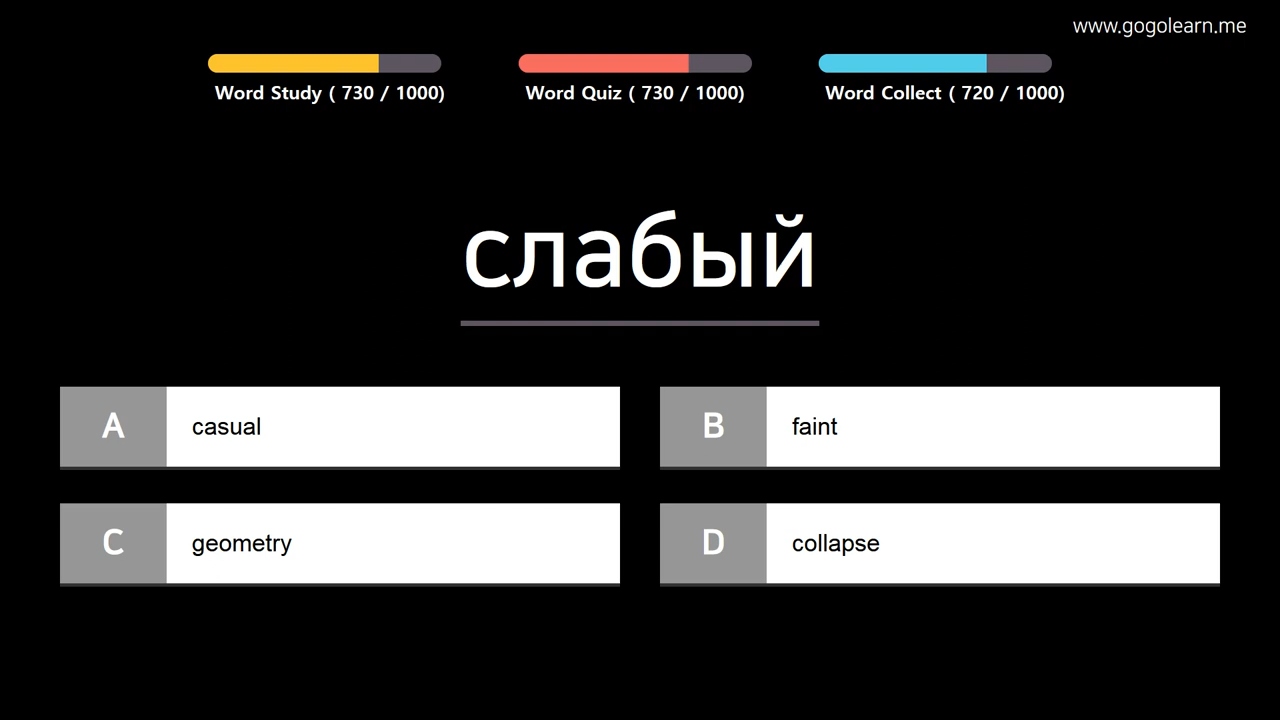 www.gogolearn.me
Word Study ( 730 / 1000)
Word Quiz ( 730 / 1000)
Word Collect ( 720 / 1000)
слабый
A casual
B faint
C geometry
D collapse